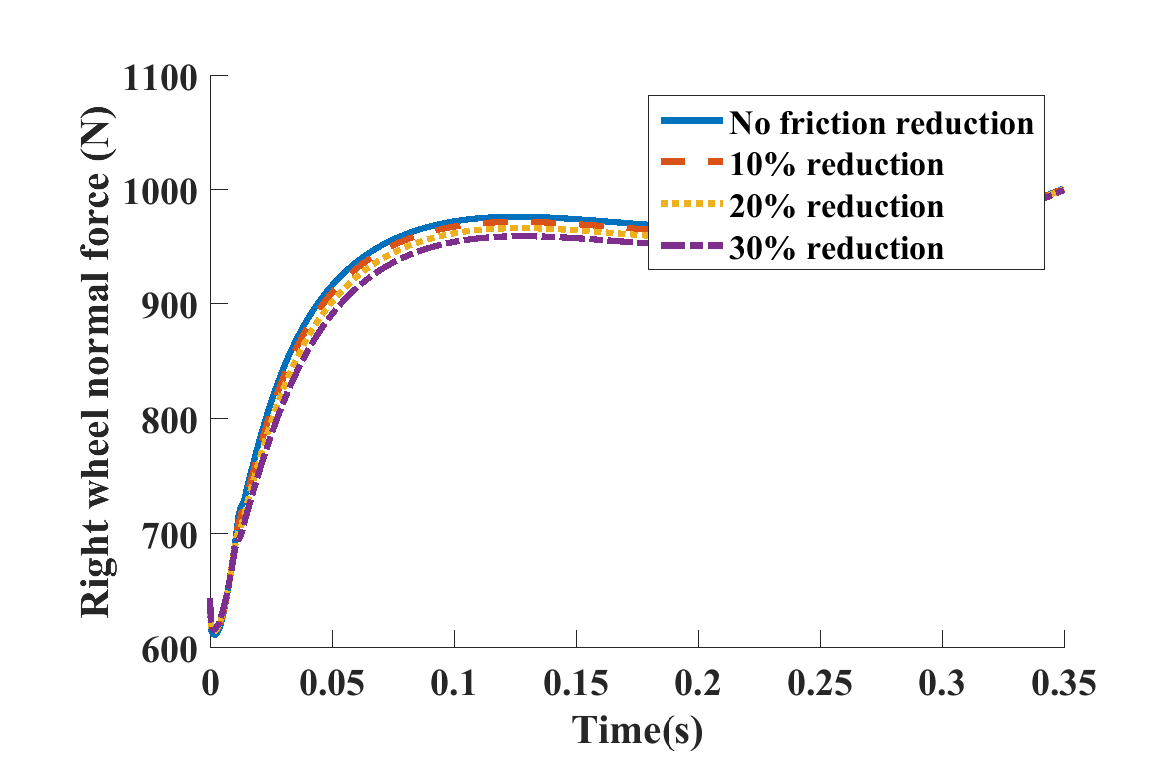 1100
1000
900
800
700
600
Right wheel normal force (N)
No friction reduction
10% reduction
20% reduction
30% reduction
0
0.05
0.1
0.15
0.2
0.25
0.3
0.35
Time(s)